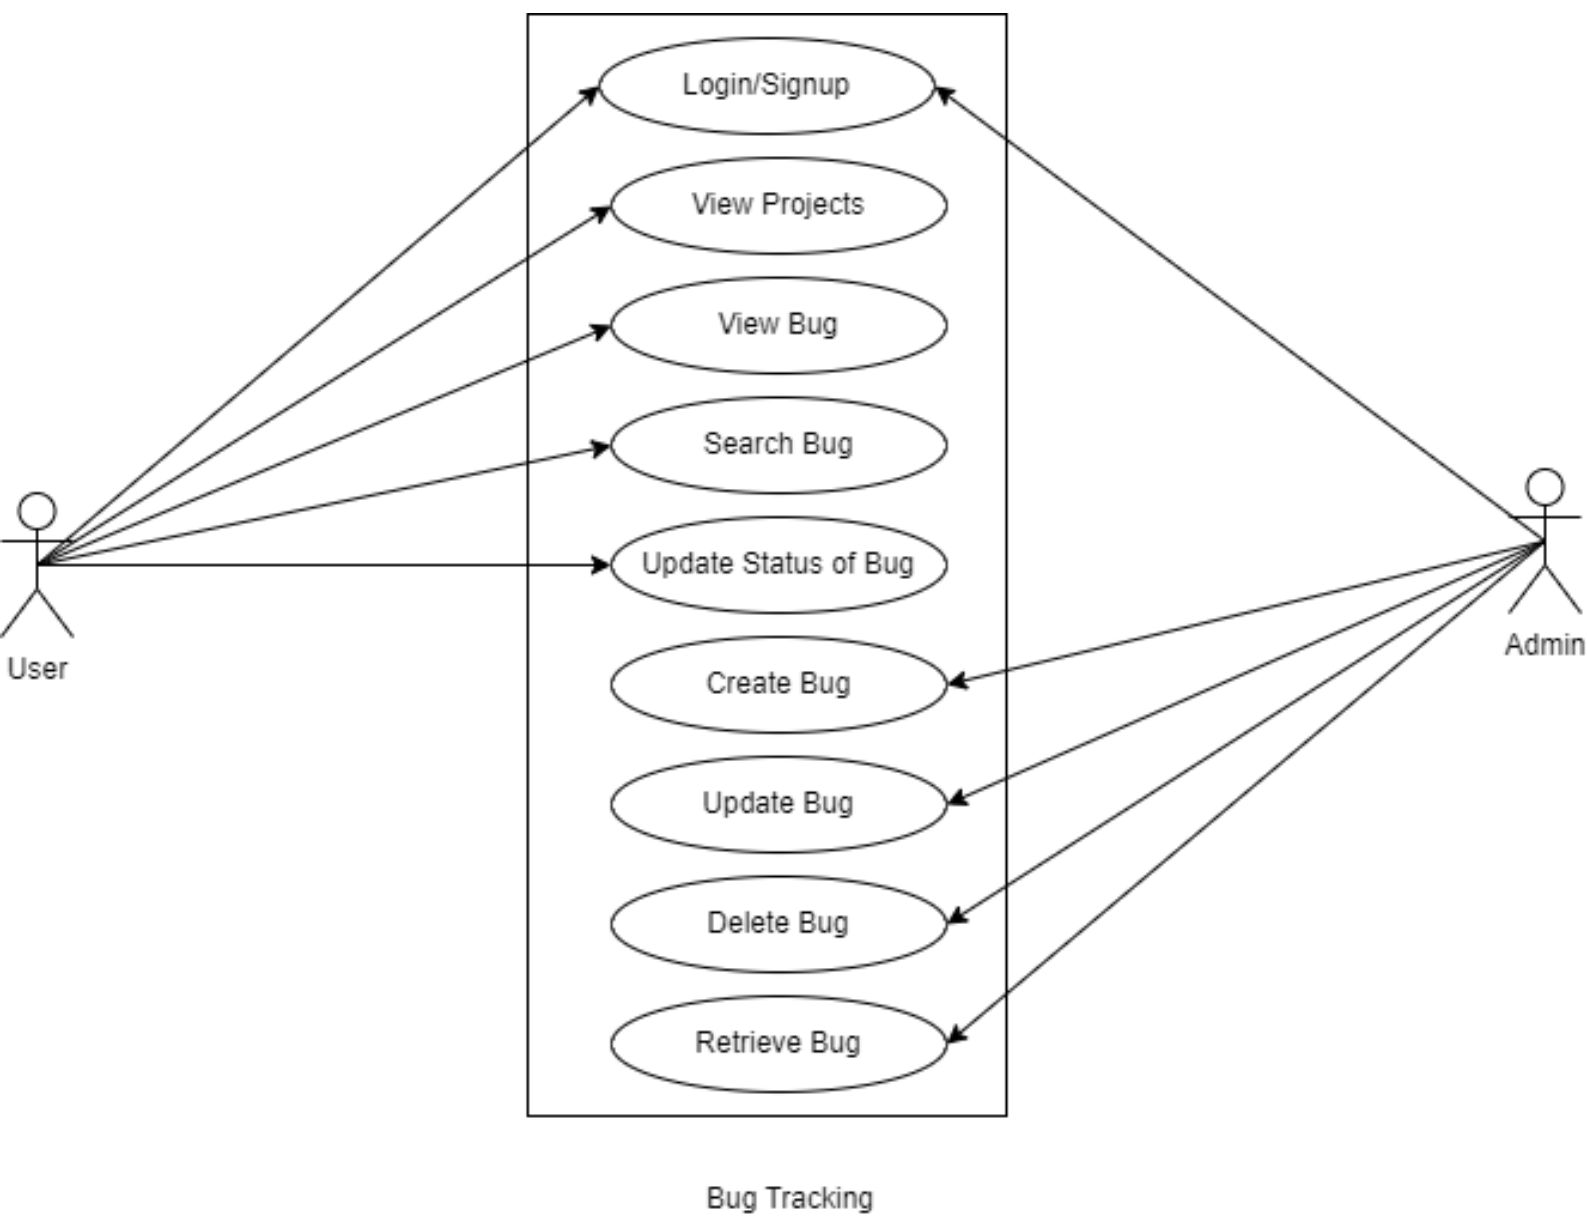 Login/Signup
View Projects
View Bug
Search Bug
Update Status of Bug
User
Admin
Create Bug
Update Bug
Delete Bug
Retrieve Bug
Bug Tracking